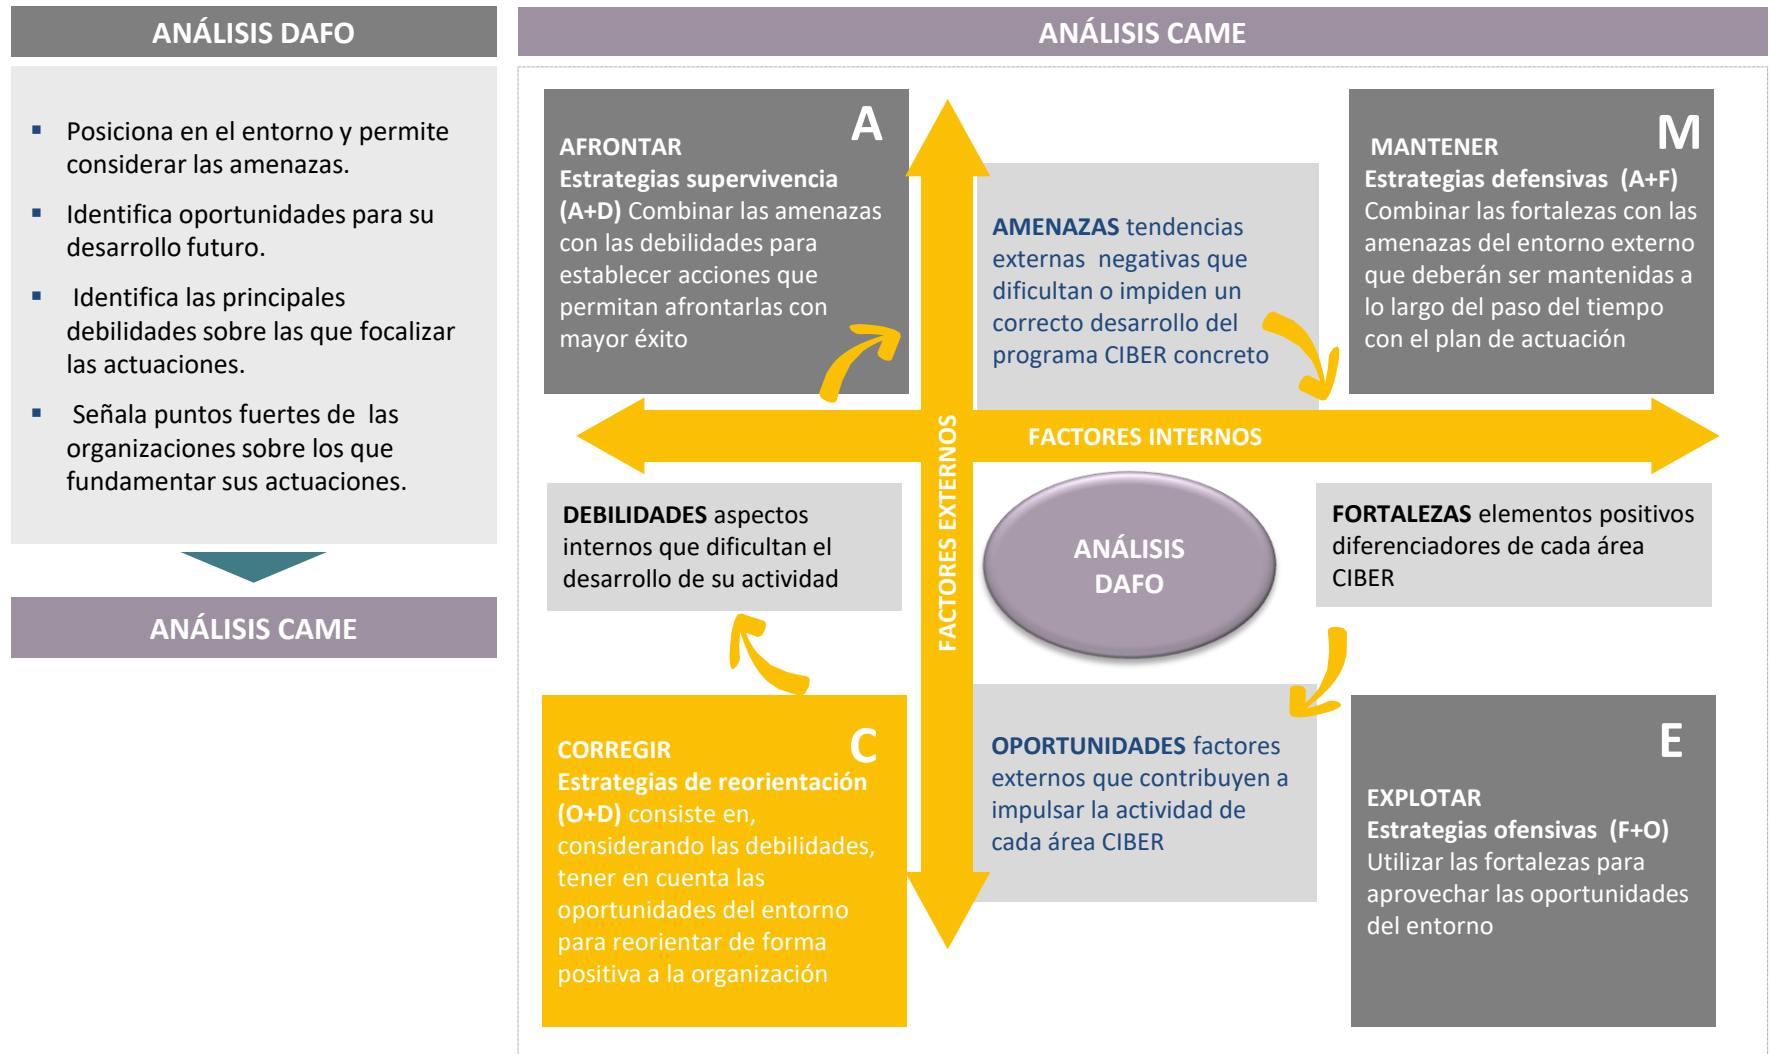 ANÁLISIS DAFO
Posiciona en el entorno y permite
considerar las amenazas.
Identifica oportunidades para su
desarrollo futuro.
Identifica las principales
debilidades sobre las que focalizar
las actuaciones.
Señala puntos fuertes de las
organizaciones sobre los que
fundamentar sus actuaciones.
ANÁLISIS CAME
ANÁLISIS CAME
A
AFRONTAR
Estrategias supervivencia
(A+D) Combinar las amenazas
con las debilidades para
establecer acciones que
permitan afrontarlas con
mayor éxito
AMENAZAS tendencias
externas negativas que
dificultan o impiden un
correcto desarrollo del
programa CIBER concreto
M
MANTENER
Estrategias defensivas (A+F)
Combinar las fortalezas con las
amenazas del entorno externo
que deberán ser mantenidas a
lo largo del paso del tiempo
con el plan de actuación
FACTORES INTERNOS
FACTORES EXTERNOS
DEBILIDADES aspectos
internos que dificultan el
desarrollo de su actividad
ANÁLISIS
DAFO
FORTALEZAS elementos positivos
diferenciadores de cada área
CIBER
C
CORREGIR
Estrategias de reorientación
(O+D) consiste en,
considerando las debilidades,
tener en cuenta las
oportunidades del entorno
para reorientar de forma
positiva a la organización
OPORTUNIDADES factores
externos que contribuyen a
impulsar la actividad de
cada área CIBER
E
EXPLOTAR
Estrategias ofensivas (F+O)
Utilizar las fortalezas para
aprovechar las oportunidades
del entorno